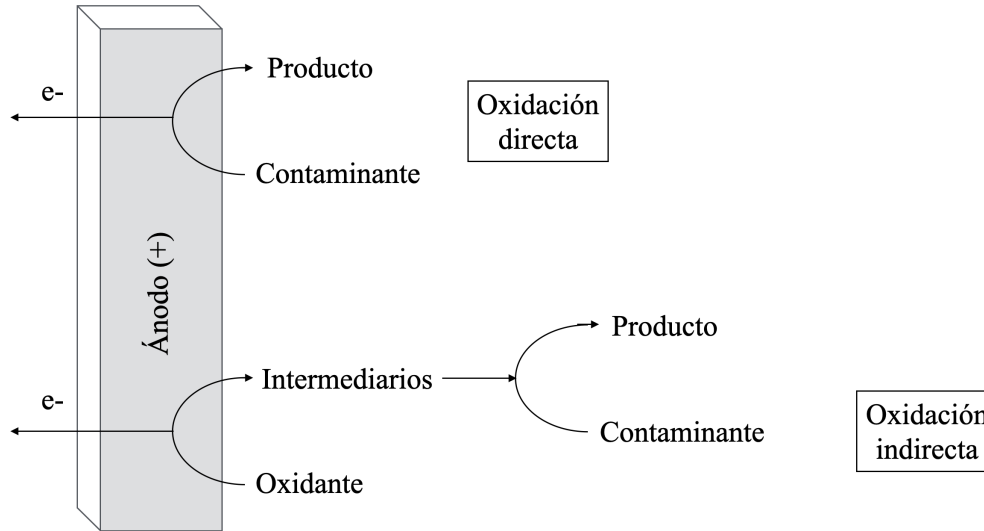 Producto
e-
Oxidación
directa
Contaminante
Ánodo (+)
Producto
Intermediarios
e-
Contaminante
Oxidación
indirecta
Oxidante